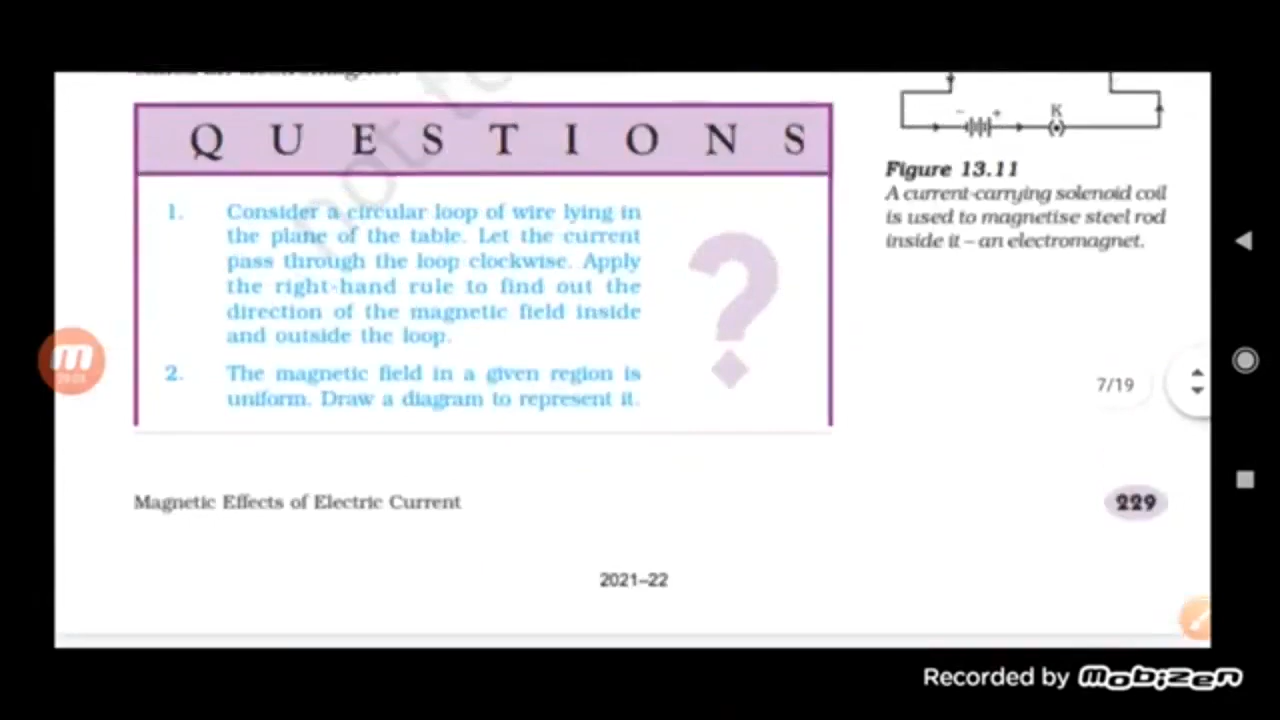 QUESTIONS
1. Consider a circular loop of wire lying in
the plane of the table. Let the current
pass through the loop clockwise. Apply
the right-hand rule to find out the
direction of the magnetic field inside
and outside the loop.
2. The magnetic field in a given region is
uniform. Draw a diagram to represent it.
?
- +
K
Figure 13.11
A current-carrying solenoid coil
is used to magnetise steel rod
inside it – an electromagnet.
7/19
Magnetic Effects of Electric Current
229
2021–22
not to
Recorded by Mobizen